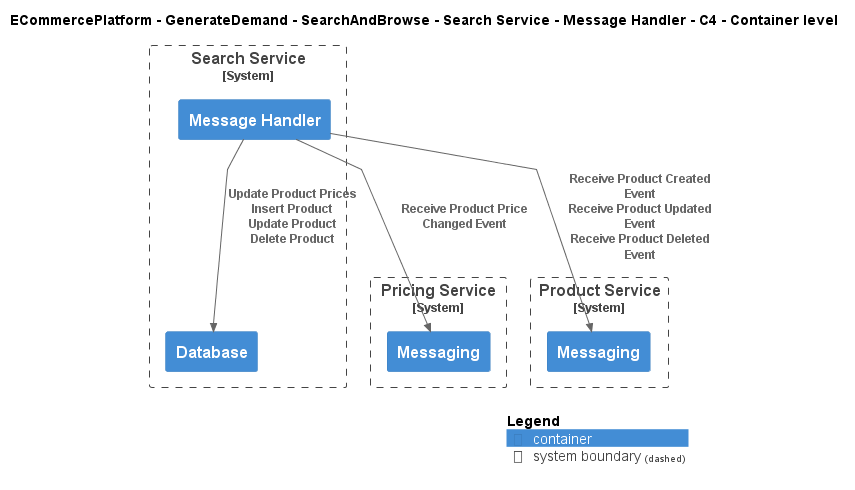 ECommercePlatform - GenerateDemand - SearchAndBrowse - Search Service - Message Handler - C4 - Container level
Search Service
[System]
Message Handler
Update Product Prices
Insert Product
Update Product
Delete Product
Receive Product Price
Changed Event
Receive Product Created
Event
Receive Product Updated
Event
Receive Product Deleted
Event
Pricing Service
[System]
Product Service
[System]
Database
Messaging
Messaging
Legend
container
system boundary (dashed)